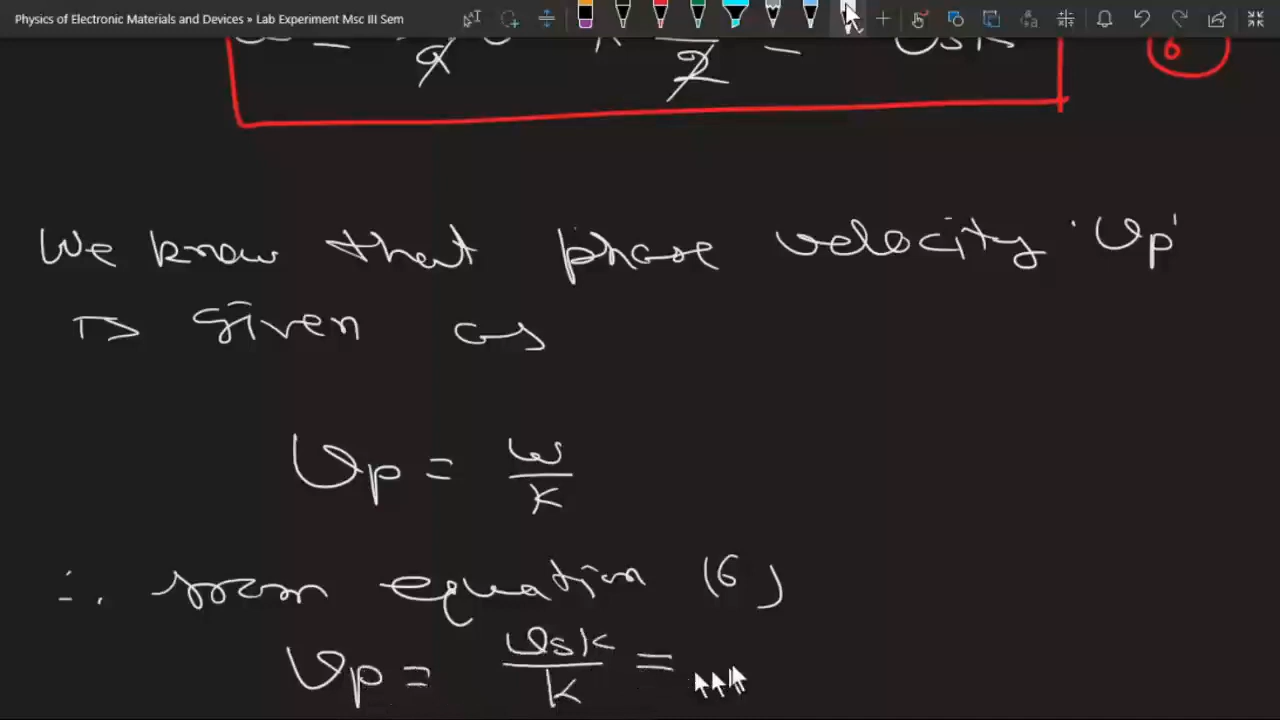 Physics of Electronic Materials and Devices » Lab Experiment Msc III Sem
6
We know that phase velocity 'Vp'
is given as
Vp = ω/k
∴ from equation (6)
Vp = Vsk/k =